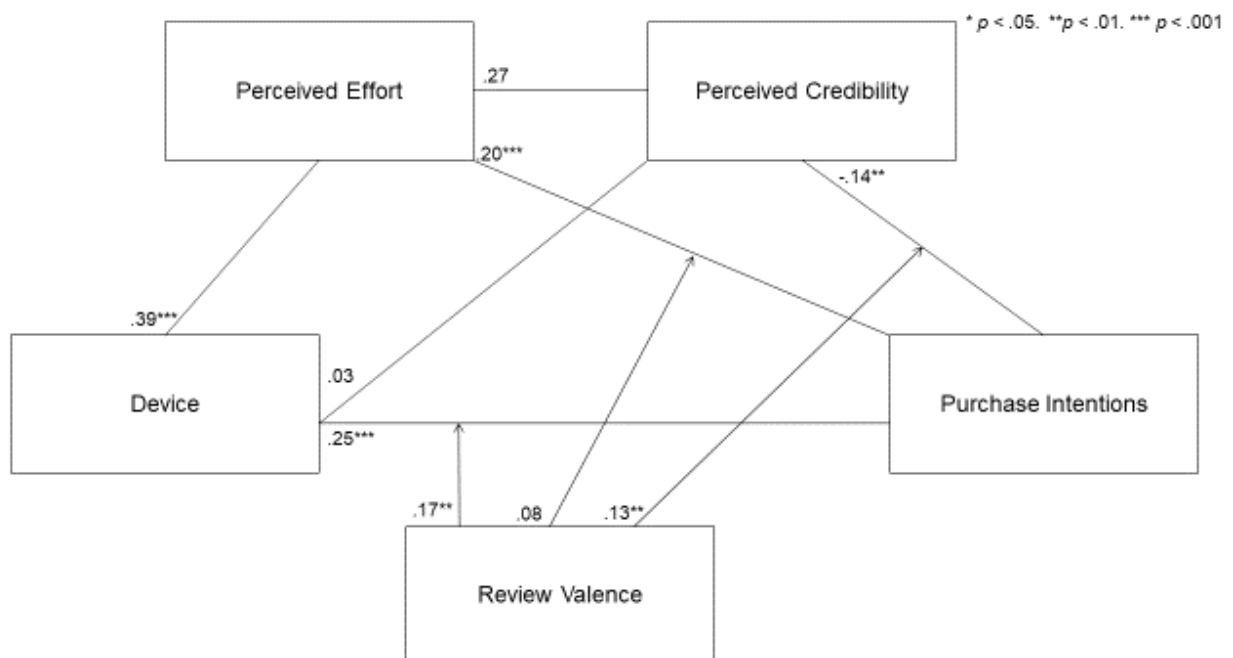 * p < .05. **p < .01. *** p < .001
Perceived Effort
.27
Perceived Credibility
.20***
-.14**
.39***
Device
.03
.25***
Purchase Intentions
.17**
.08
.13**
Review Valence